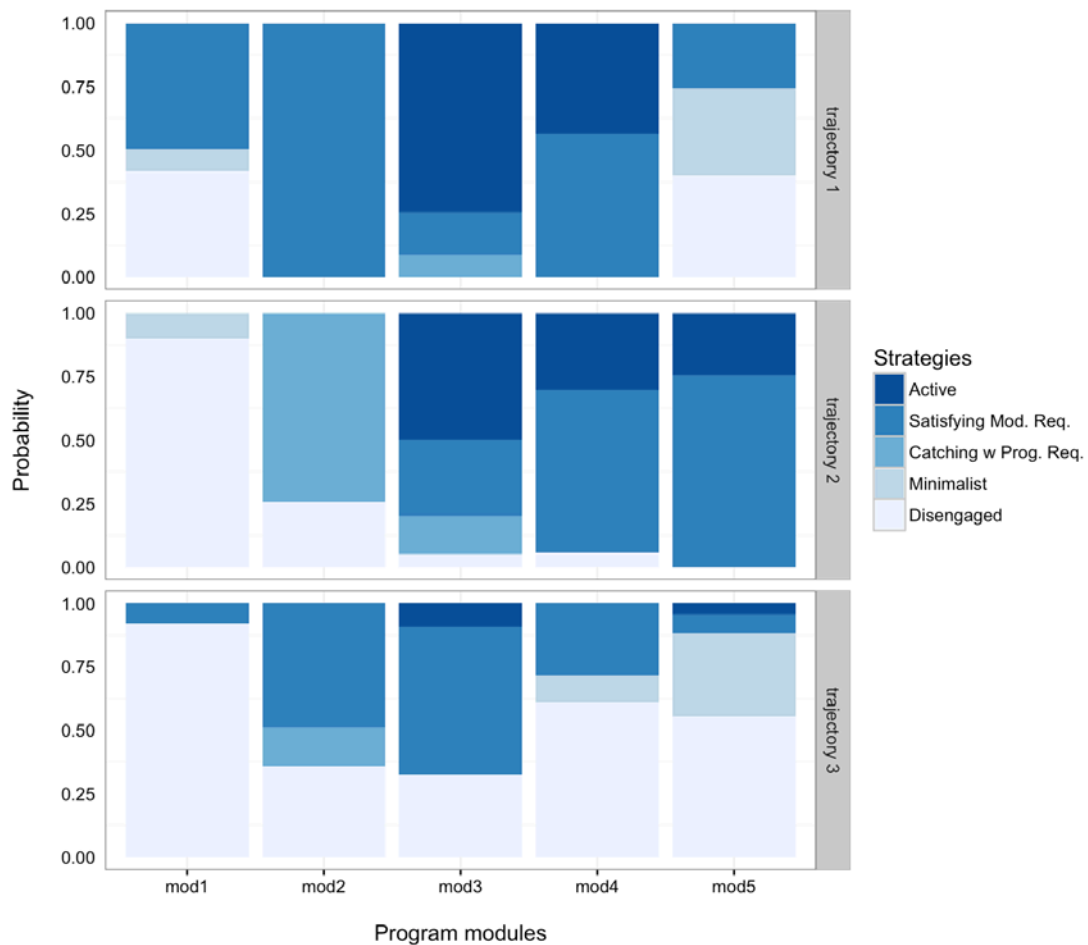 1.00
0.75
0.50
0.25
0.00
trajectory 1
1.00
0.75
0.50
0.25
0.00
trajectory 2
1.00
0.75
0.50
0.25
0.00
trajectory 3
Probability
mod1 mod2 mod3 mod4 mod5
Program modules
Strategies
Active
Satisfying Mod. Req.
Catching w Prog. Req.
Minimalist
Disengaged